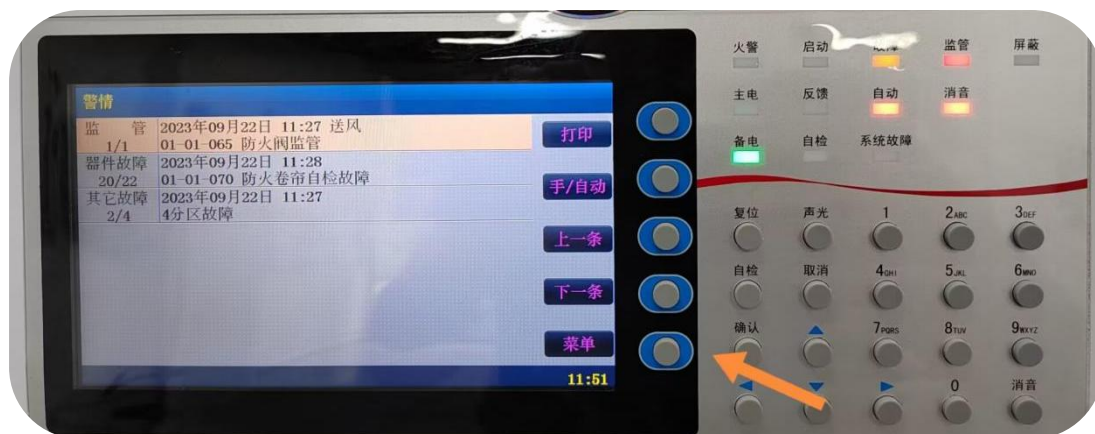 警情
监 管 2023年09月22日 11:27 送风
1/1 01-01-065 防火阀监管
器件故障 2023年09月22日 11:28
20/22 01-01-070 防火卷帘自检故障
其它故障 2023年09月22日 11:27
2/4 4分区故障
打印
手/自动
上一条
下一条
菜单
11:51
火警 启动 监管 屏蔽
主电 反馈 自动 消音
备电 自检 系统故障
复位 声光 1 2ABC 3DEF
自检 取消 4GHI 5JKL 6MNO
确认 7PQRS 8TUV 9WXYZ
0 消音